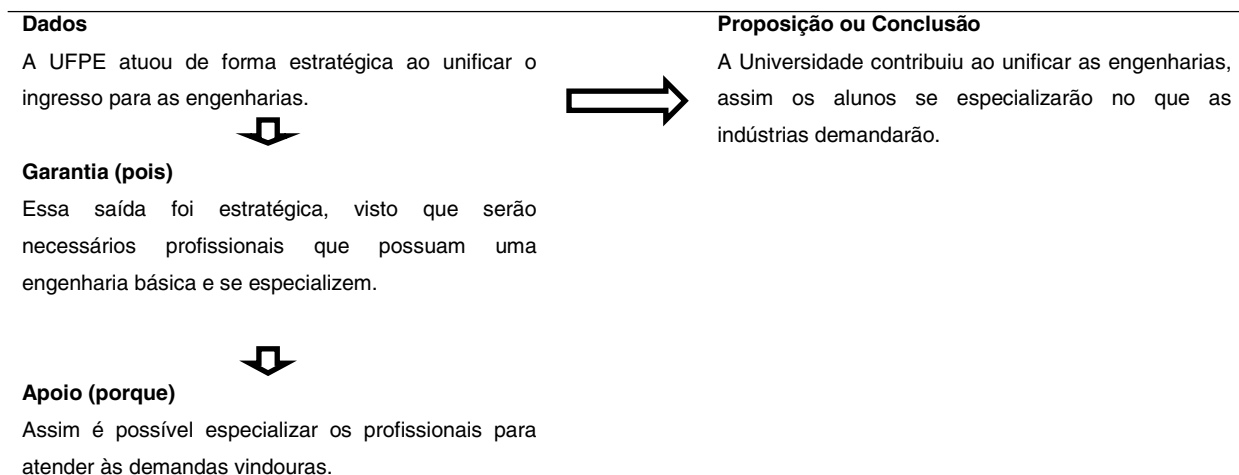 Dados
A UFPE atuou de forma estratégica ao unificar o
ingresso para as engenharias.
Garantia (pois)
Essa saída foi estratégica, visto que serão
necessários profissionais que possuam uma
engenharia básica e se especializem.
Apoio (porque)
Assim é possível especializar os profissionais para
atender às demandas vindouras.
Proposição ou Conclusão
A Universidade contribuiu ao unificar as engenharias,
assim os alunos se especializarão no que as
indústrias demandarão.